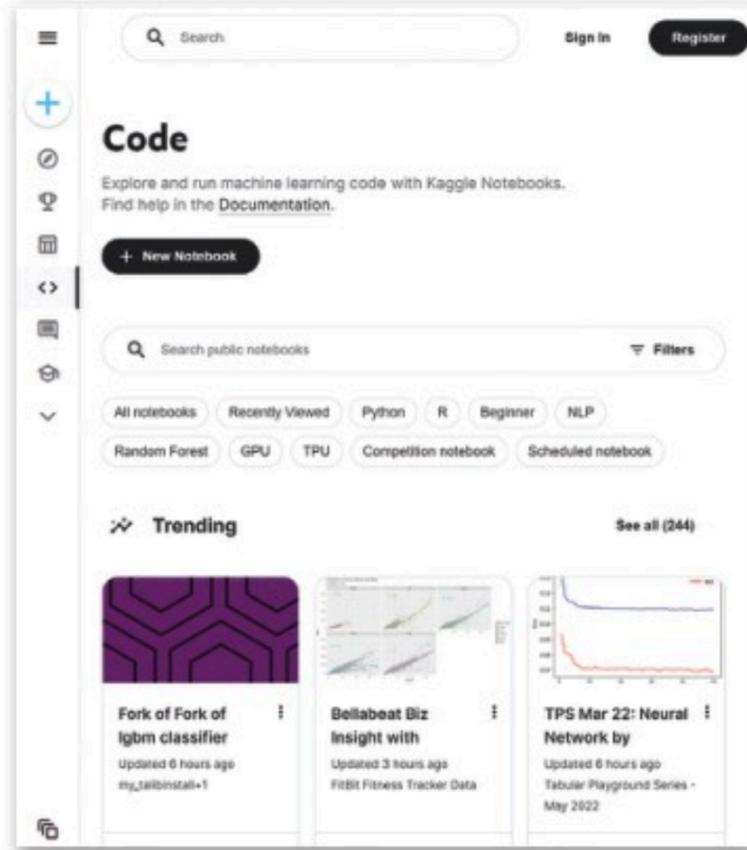 Search
Sign In
Register
Code
Explore and run machine learning code with Kaggle Notebooks.
Find help in the Documentation.
+ New Notebook
Search public notebooks
Filters
All notebooks
Recently Viewed
Python
R
Beginner
NLP
Random Forest
GPU
TPU
Competition notebook
Scheduled notebook
Trending
See all (244)
Fork of Fork of
lgbm classifier
Updated 6 hours ago
my_tailbinstall+1
Bellabeat Biz
Insight with
Updated 3 hours ago
FitBit Fitness Tracker Data
TPS Mar 22: Neural
Network by
Updated 6 hours ago
Tabular Playground Series -
May 2022